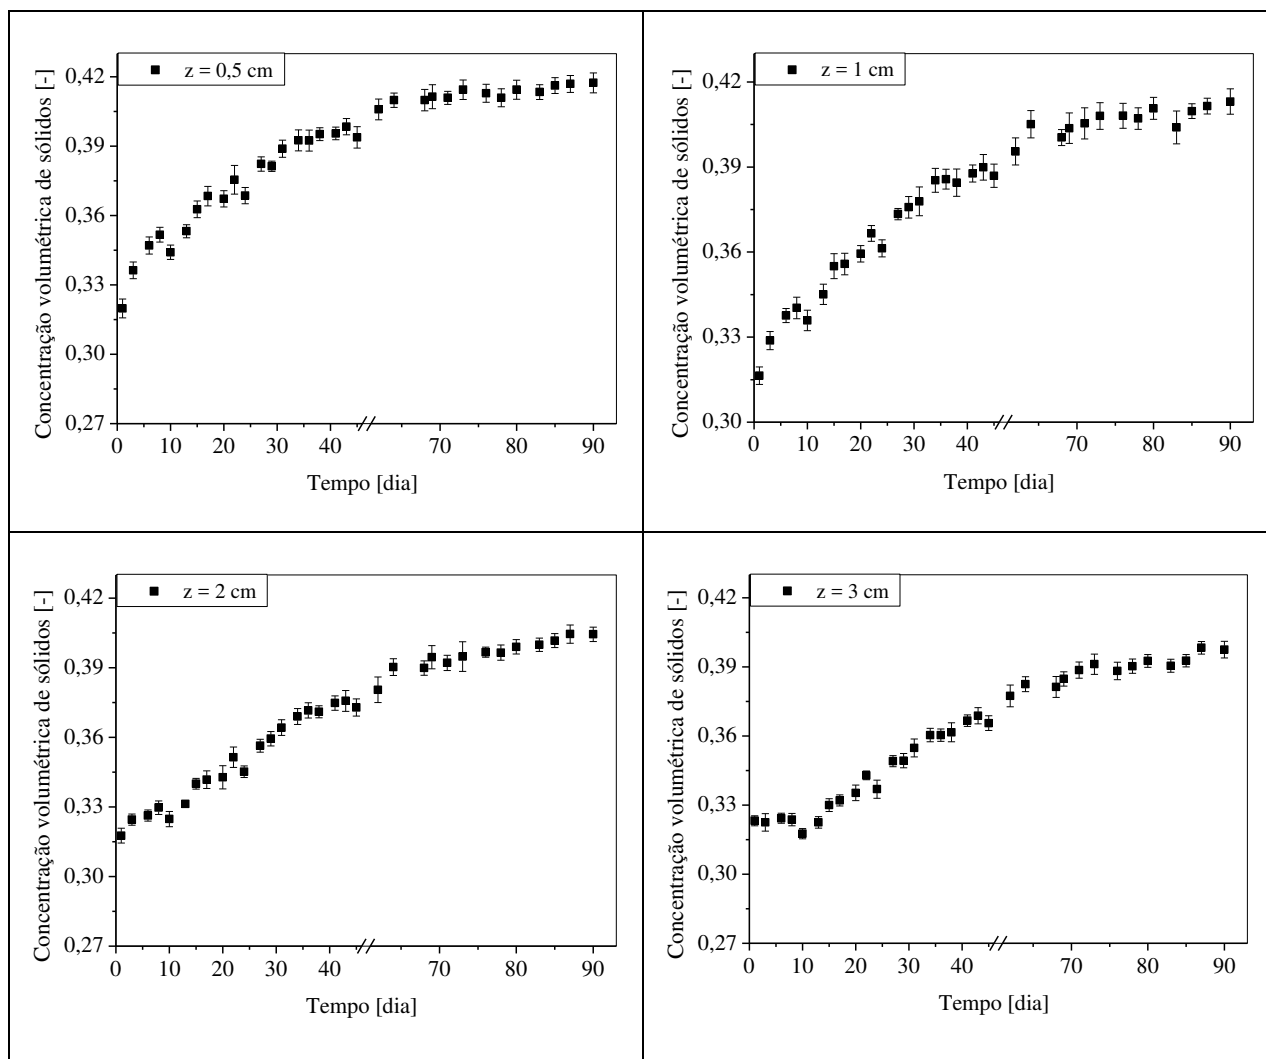 z = 0,5 cm
Concentração volumétrica de sólidos [-]
0,42
0,39
0,36
0,33
0,30
0,27
0 10 20 30 40 70 80 90
Tempo [dia]
z = 1 cm
Concentração volumétrica de sólidos [-]
0,42
0,39
0,36
0,33
0,30
0 10 20 30 40 70 80 90
Tempo [dia]
z = 2 cm
Concentração volumétrica de sólidos [-]
0,42
0,39
0,36
0,33
0,30
0,27
0 10 20 30 40 70 80 90
Tempo [dia]
z = 3 cm
Concentração volumétrica de sólidos [-]
0,42
0,39
0,36
0,33
0,30
0,27
0 10 20 30 40 70 80 90
Tempo [dia]